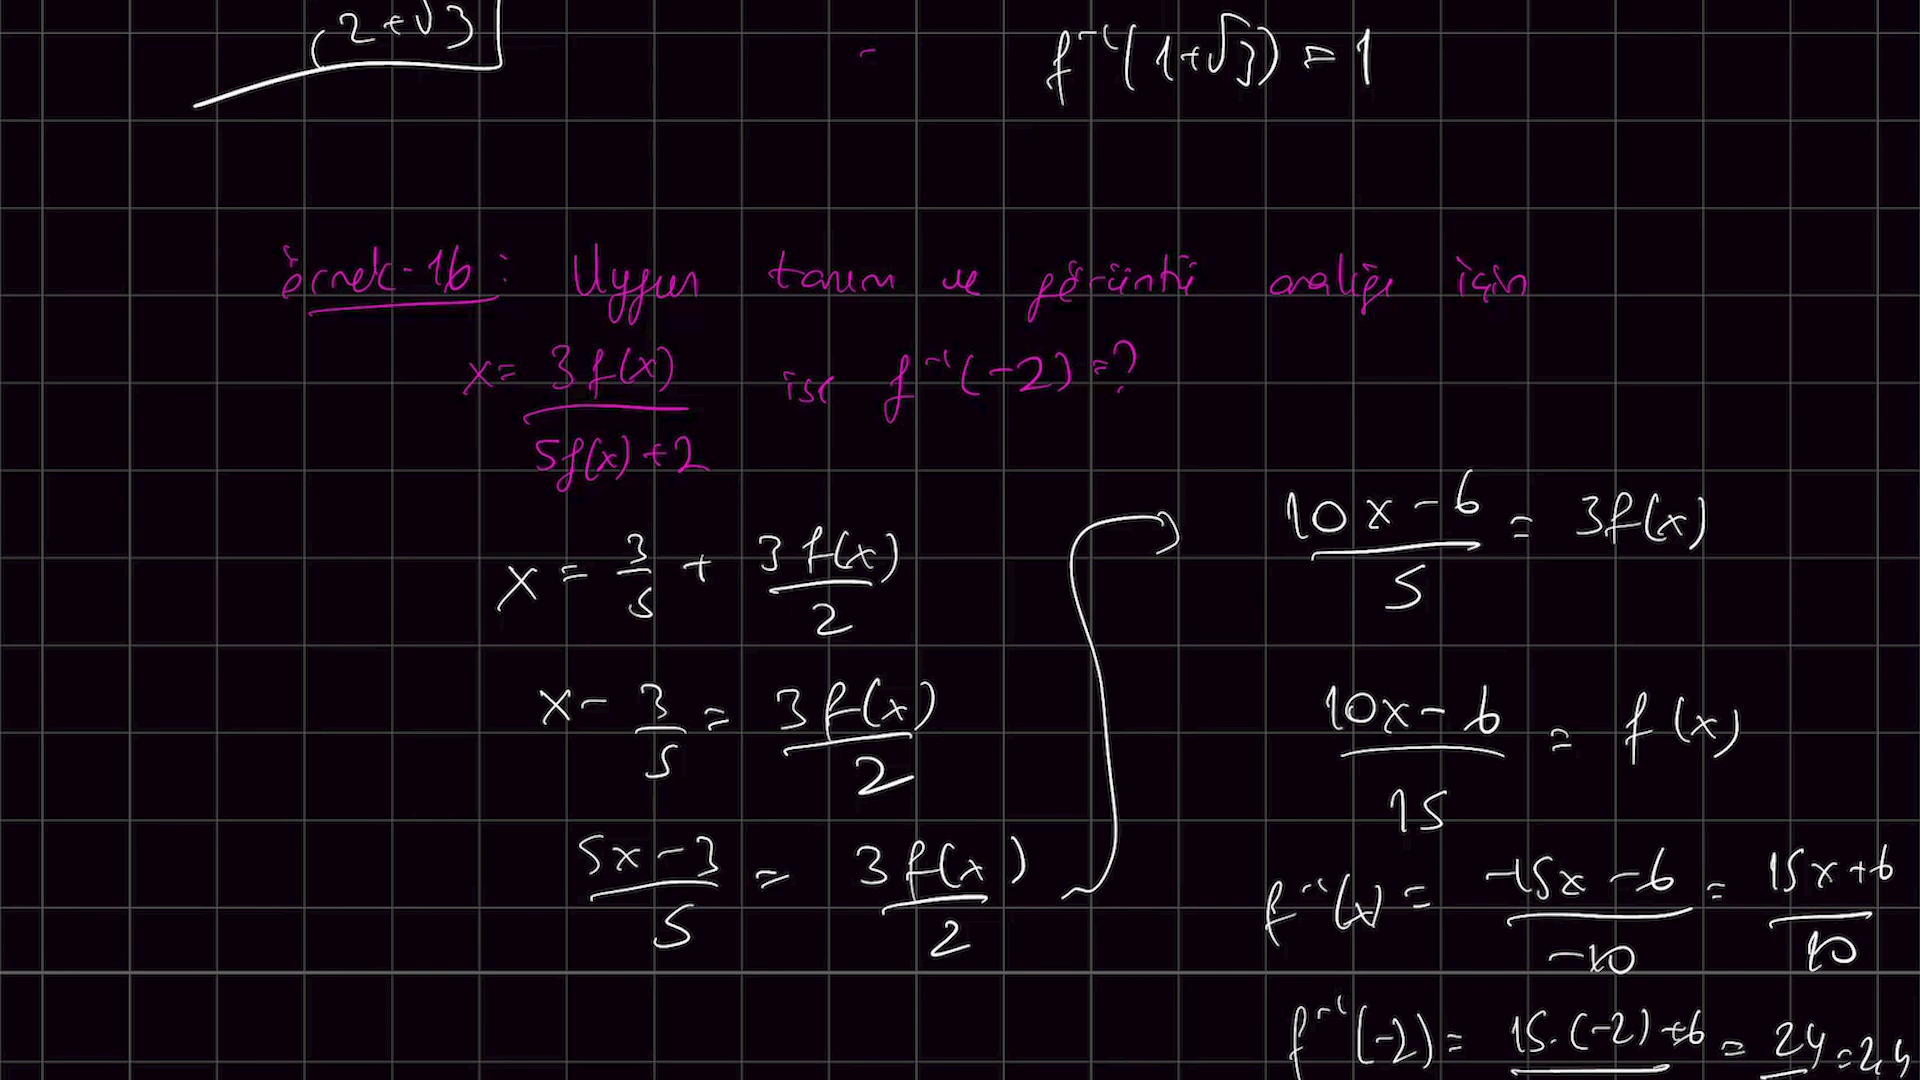 (2+√3)
f⁻¹(1+√3) = 1
örnek-16: Uygun tanım ve görüntü aralığı için
x = 3f(x) / 5f(x)+2 ise f⁻¹(-2)=?
x = 3/5 + 3f(x)/2
x - 3/5 = 3f(x)/2
5x-3/5 = 3f(x)/2
10x-6/5 = 3f(x)
10x-6/15 = f(x)
f⁻¹(x) = -15x-6/-10 = 15x+6/10
f⁻¹(-2) = 15.(-2)+6 = 24 = 2,4